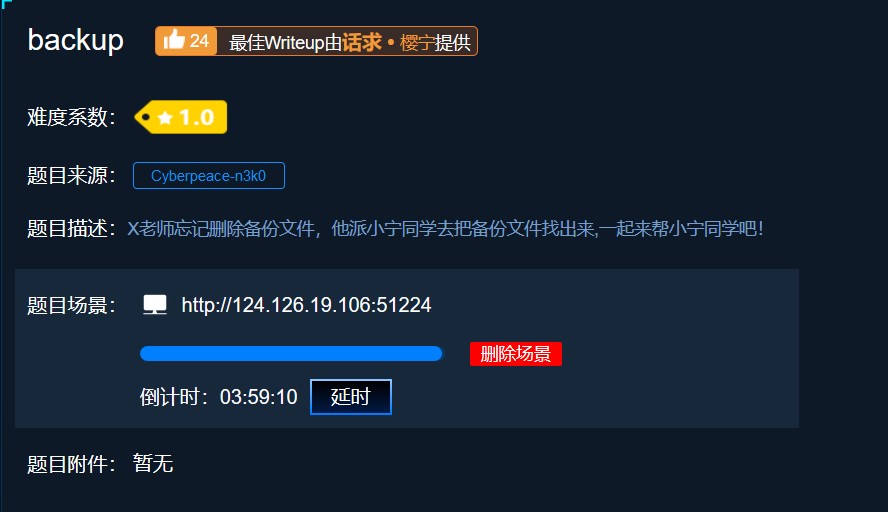 backup 24 最佳Writeup由话求•樱宁提供
难度系数： 1.0
题目来源： Cyberpeace-n3k0
题目描述：X老师忘记删除备份文件，他派小宁同学去把备份文件找出来,一起来帮小宁同学吧！
题目场景： http://124.126.19.106:51224
删除场景
倒计时：03:59:10 延时
题目附件： 暂无